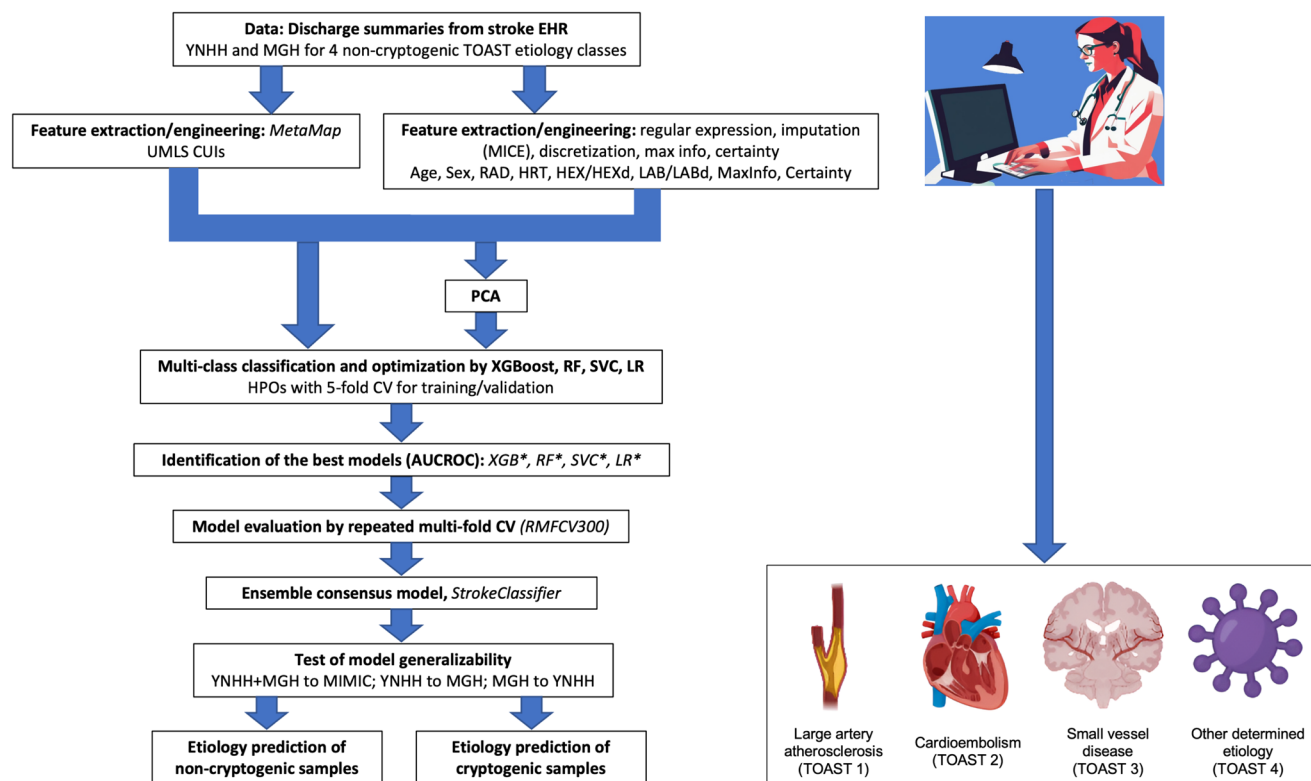 Data: Discharge summaries from stroke EHR
YNHH and MGH for 4 non-cryptogenic TOAST etiology classes
Feature extraction/engineering: MetaMap
UMLS CUIs
Feature extraction/engineering: regular expression, imputation
(MICE), discretization, max info, certainty
Age, Sex, RAD, HRT, HEX/HEXd, LAB/LABd, MaxInfo, Certainty
PCA
Multi-class classification and optimization by XGBoost, RF, SVC, LR
HPOs with 5-fold CV for training/validation
Identification of the best models (AUCROC): XGB*, RF*, SVC*, LR*
Model evaluation by repeated multi-fold CV (RMFCV300)
Ensemble consensus model, StrokeClassifier
Test of model generalizability
YNHH+MGH to MIMIC; YNHH to MGH; MGH to YNHH
Etiology prediction of
non-cryptogenic samples
Etiology prediction of
cryptogenic samples
Large artery
atherosclerosis
(TOAST 1)
Cardioembolism
(TOAST 2)
Small vessel
disease
(TOAST 3)
Other determined
etiology
(TOAST 4)